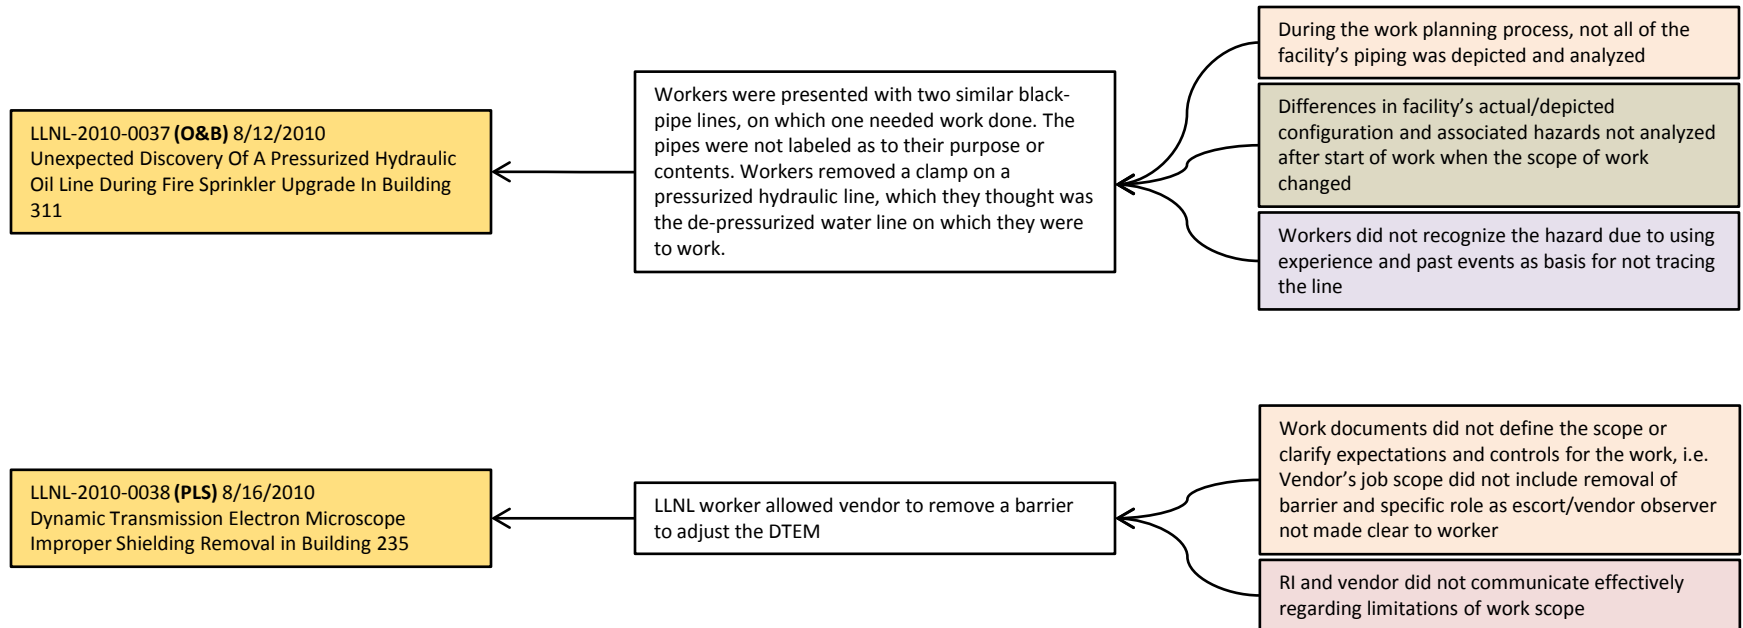 LLNL-2010-0037 (O&B) 8/12/2010
Unexpected Discovery Of A Pressurized Hydraulic
Oil Line During Fire Sprinkler Upgrade In Building
311
Workers were presented with two similar black-
pipe lines, on which one needed work done. The
pipes were not labeled as to their purpose or
contents. Workers removed a clamp on a
pressurized hydraulic line, which they thought was
the de-pressurized water line on which they were
to work.
During the work planning process, not all of the
facility's piping was depicted and analyzed
Differences in facility's actual/depicted
configuration and associated hazards not analyzed
after start of work when the scope of work
changed
Workers did not recognize the hazard due to using
experience and past events as basis for not tracing
the line
LLNL-2010-0038 (PLS) 8/16/2010
Dynamic Transmission Electron Microscope
Improper Shielding Removal in Building 235
LLNL worker allowed vendor to remove a barrier
to adjust the DTEM
Work documents did not define the scope or
clarify expectations and controls for the work, i.e.
Vendor's job scope did not include removal of
barrier and specific role as escort/vendor observer
not made clear to worker
RI and vendor did not communicate effectively
regarding limitations of work scope